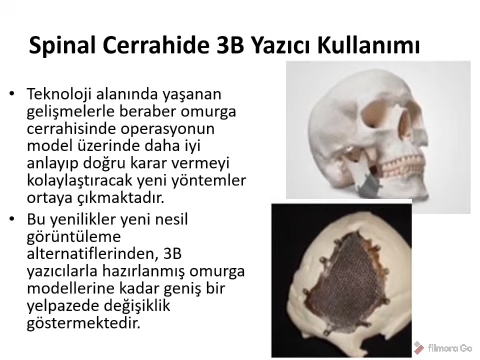 Spinal Cerrahide 3B Yazıcı Kullanımı
• Teknoloji alanında yaşanan
gelişmelerle beraber omurga
cerrahisinde operasyonun
model üzerinde daha iyi
anlayıp doğru karar vermeyi
kolaylaştıracak yeni yöntemler
ortaya çıkmaktadır.
• Bu yenilikler yeni nesil
görüntüleme
alternatiflerinden, 3B
yazıcılarla hazırlanmış omurga
modellerine kadar geniş bir
yelpazede değişiklik
göstermektedir.
filmora Go